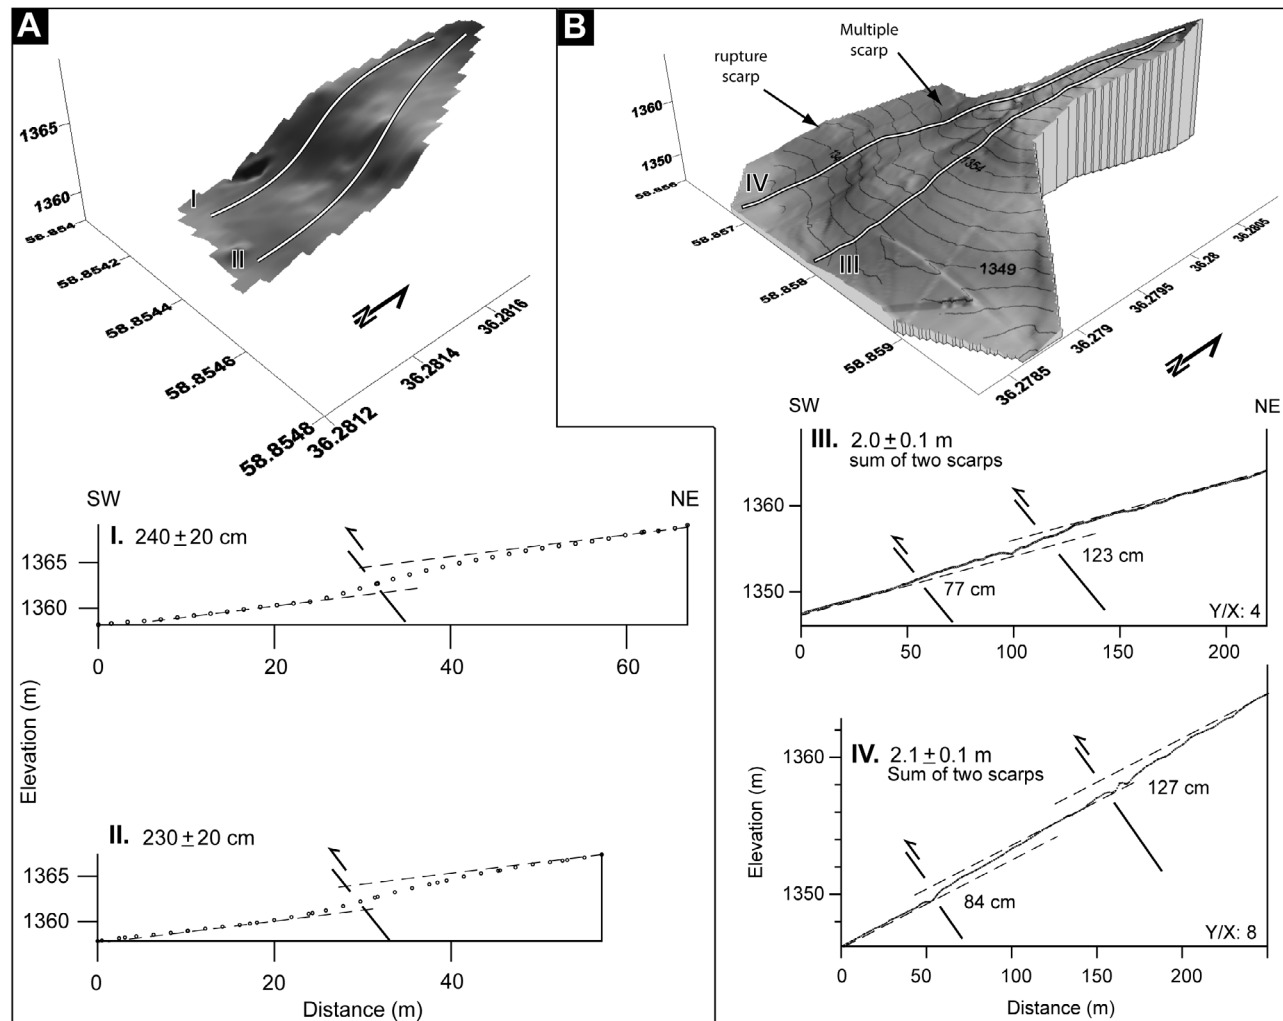 A
1365
1360
58.854
58.8542
58.8544
58.8546
58.8548
36.2812
36.2814
36.2816
I
II
N
B
Multiple
scarp
rupture
scarp
1360
1350
58.856
58.857
58.858
58.859
36.2785
36.279
36.2795
36.28
36.2805
IV
III
1354
1349
N
SW
NE
I. 240 ± 20 cm
1365
1360
0
20
40
60
Elevation (m)
II. 230 ± 20 cm
1365
1360
0
20
40
Distance (m)
SW
NE
III. 2.0 ± 0.1 m
sum of two scarps
1360
1350
77 cm
123 cm
Y/X: 4
0
50
100
150
200
IV. 2.1 ± 0.1 m
Sum of two scarps
1360
1350
84 cm
127 cm
Y/X: 8
Elevation (m)
0
50
100
150
200
Distance (m)